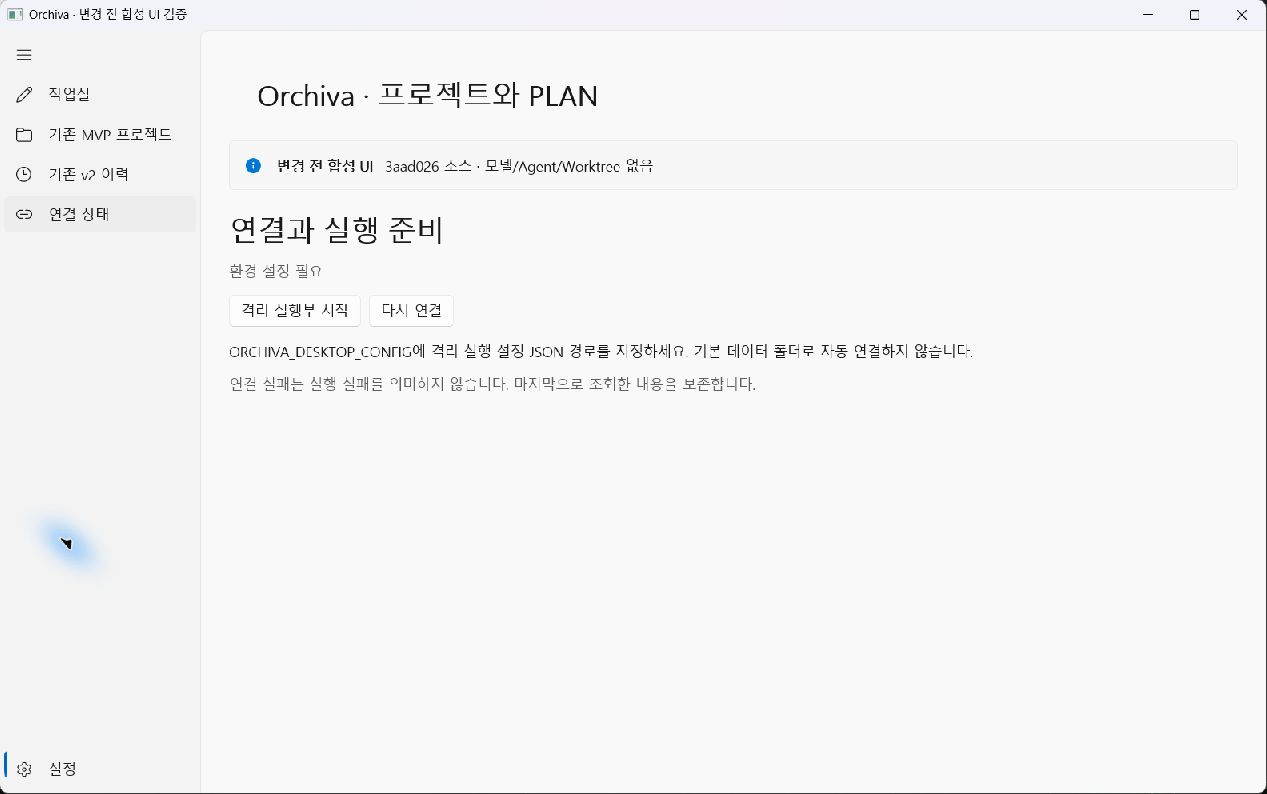 Orchiva · 변경 전 합성 UI 검증
작업실
기존 MVP 프로젝트
기존 v2 이력
연결 상태
설정
Orchiva · 프로젝트와 PLAN
변경 전 합성 UI 3aad026 소스 · 모델/Agent/Worktree 없음
연결과 실행 준비
환경 설정 필요
격리 실행부 시작 다시 연결
ORCHIVA_DESKTOP_CONFIG에 격리 실행 설정 JSON 경로를 지정하세요. 기본 데이터 폴더로 자동 연결하지 않습니다.
연결 실패는 실행 실패를 의미하지 않습니다. 마지막으로 조회한 내용을 보존합니다.